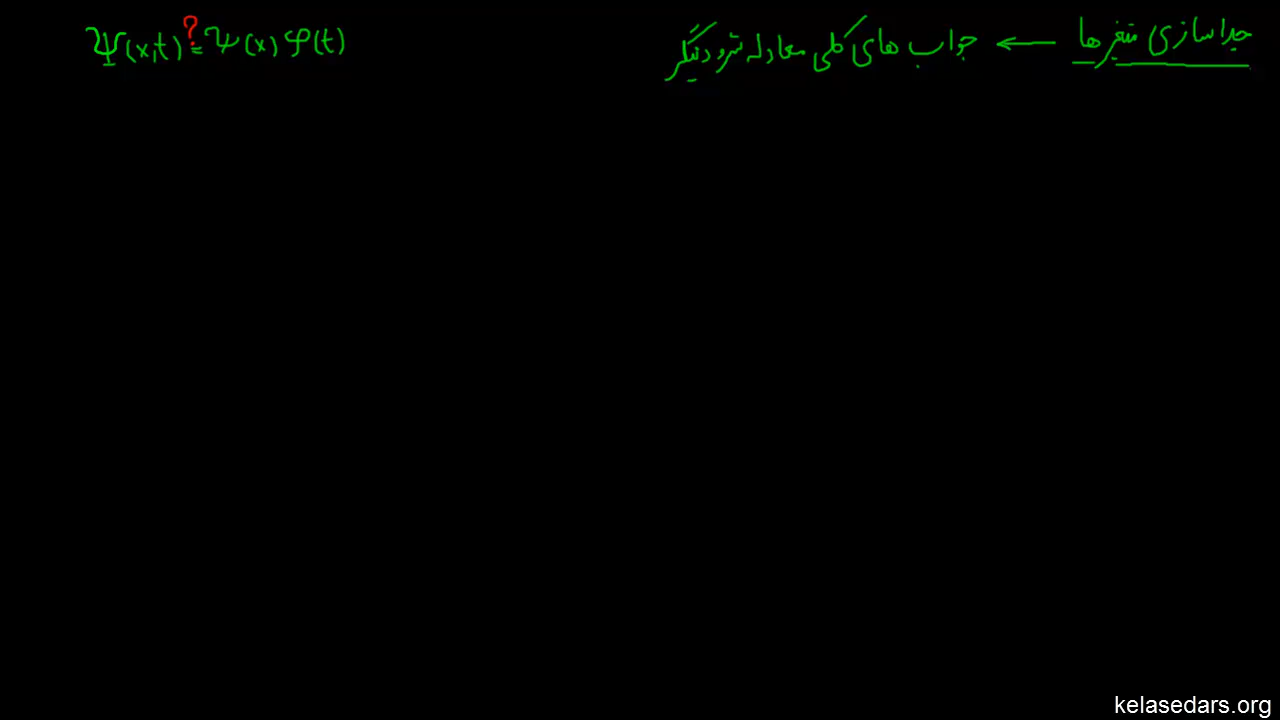 جداسازی متغیرها ← جواب های کلی معادله شرودینگر
Ψ(x,t) ?= ψ(x) φ(t)
kelasedars.org